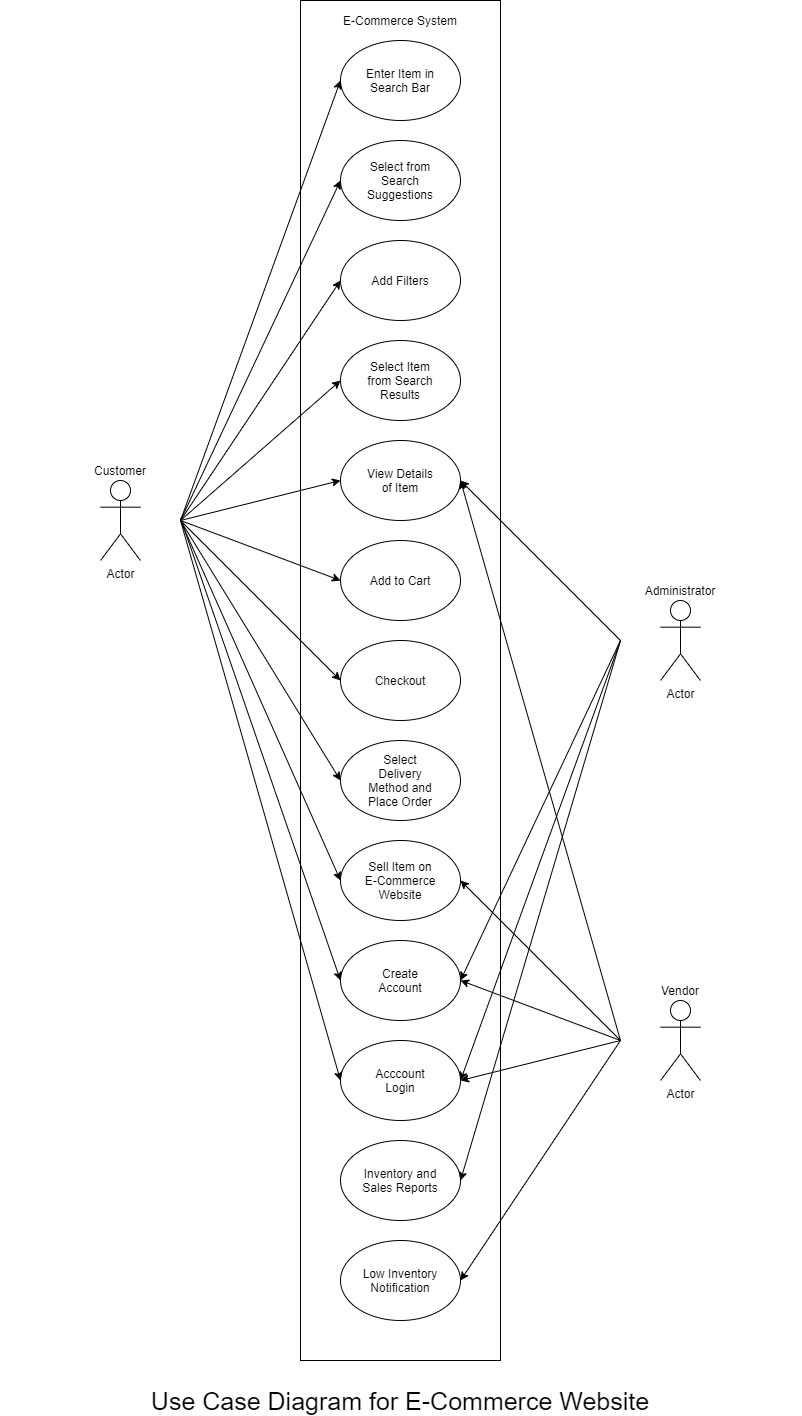 E-Commerce System
Enter Item in
Search Bar
Select from
Search
Suggestions
Add Filters
Select Item
from Search
Results
Customer
Actor
View Details
of Item
Add to Cart
Administrator
Actor
Checkout
Select
Delivery
Method and
Place Order
Sell Item on
E-Commerce
Website
Create
Account
Vendor
Actor
Acccount
Login
Inventory and
Sales Reports
Low Inventory
Notification
Use Case Diagram for E-Commerce Website